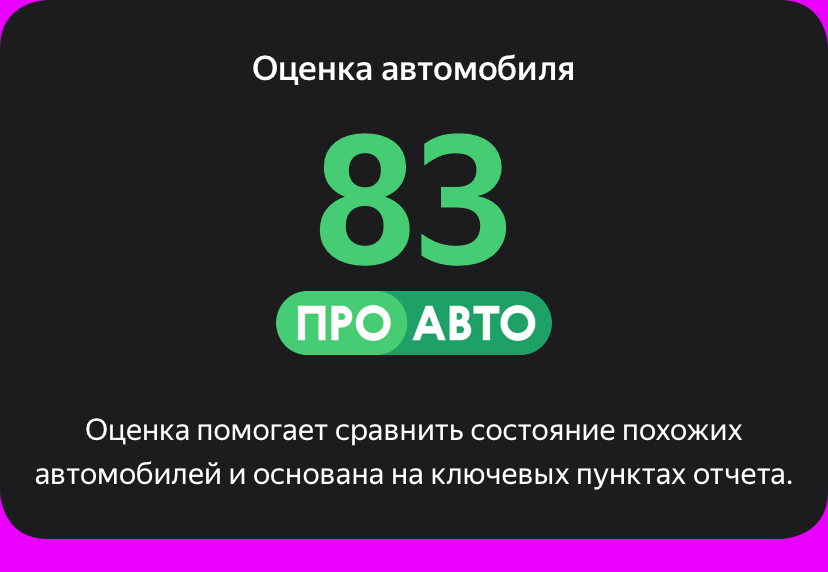 Оценка автомобиля
83
ПРО АВТО
Оценка помогает сравнить состояние похожих
автомобилей и основана на ключевых пунктах отчета.